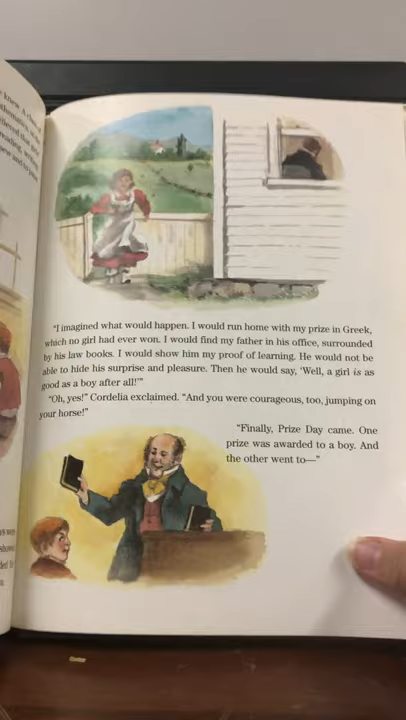 "I imagined what would happen. I would run home with my prize in Greek,
which no girl had ever won. I would find my father in his office, surrounded
by his law books. I would show him my proof of learning. He would not be
able to hide his surprise and pleasure. Then he would say, 'Well, a girl is as
good as a boy after all!'"
"Oh, yes!" Cordelia exclaimed. "And you were courageous, too, jumping on
your horse!"
"Finally, Prize Day came. One
prize was awarded to a boy. And
the other went to—"